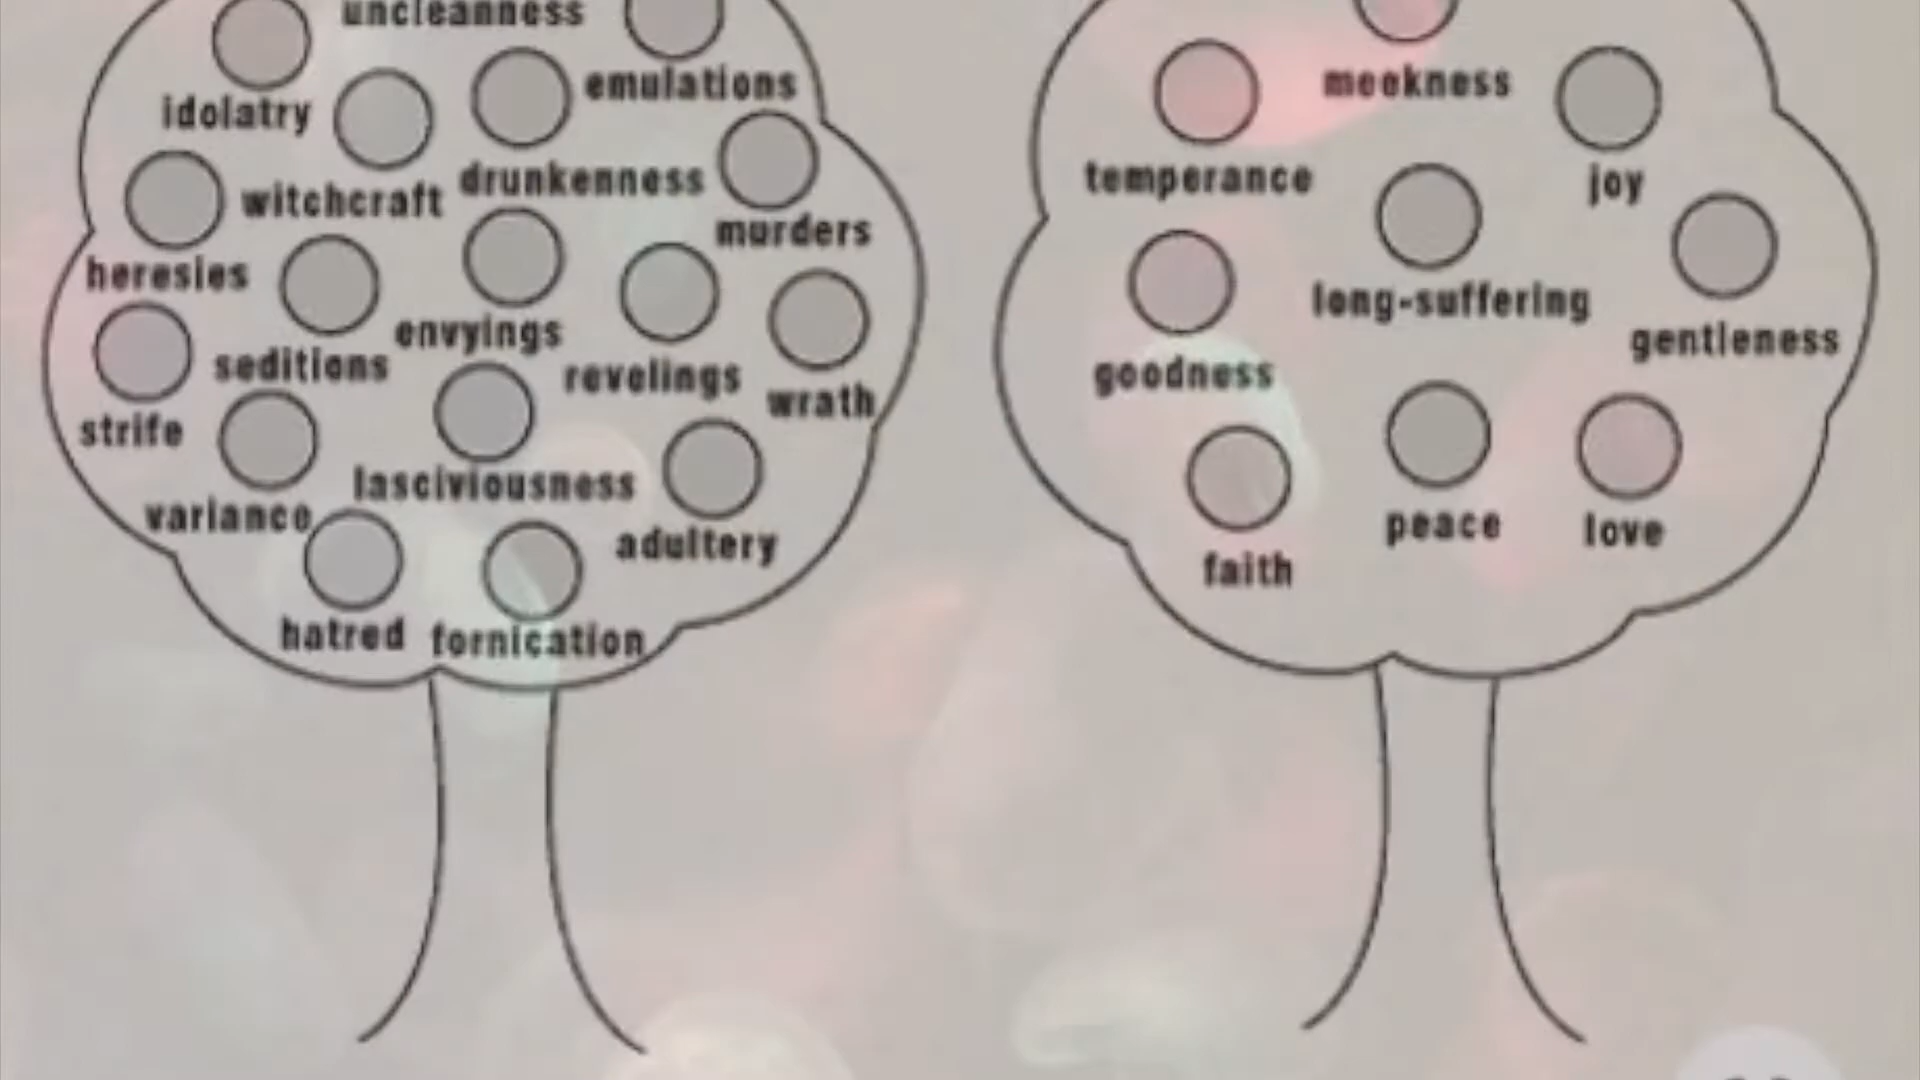 uncleanness
emulations
idolatry
witchcraft
drunkenness
murders
heresies
seditions
envyings
revelings
wrath
strife
variance
lasciviousness
adultery
hatred
fornication
meekness
temperance
joy
long-suffering
gentleness
goodness
faith
peace
love